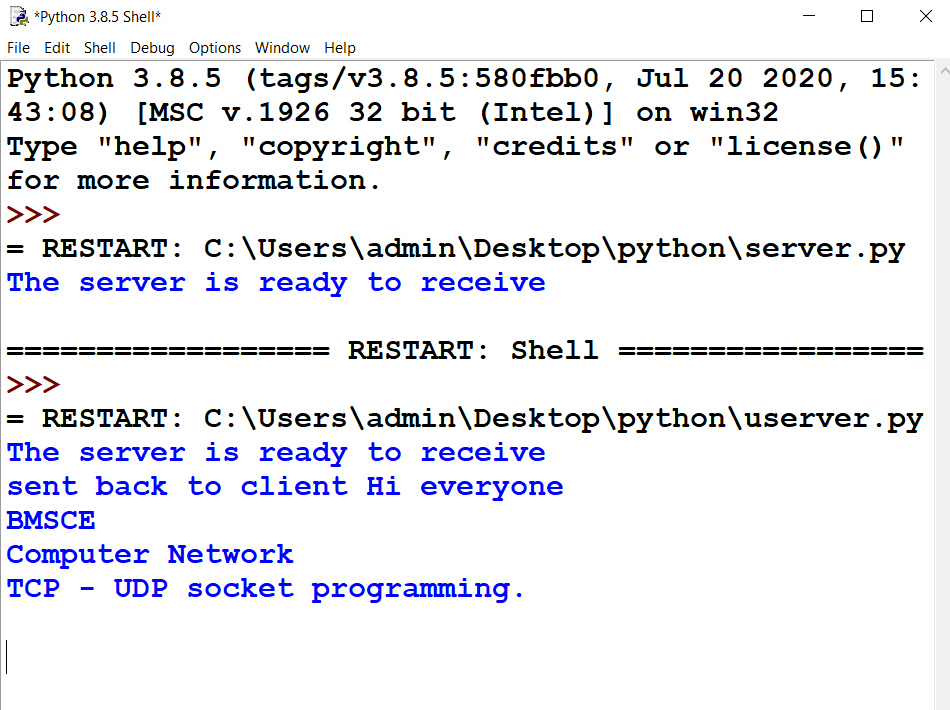 *Python 3.8.5 Shell*
File Edit Shell Debug Options Window Help
Python 3.8.5 (tags/v3.8.5:580fbb0, Jul 20 2020, 15:
43:08) [MSC v.1926 32 bit (Intel)] on win32
Type "help", "copyright", "credits" or "license()"
for more information.
>>>
= RESTART: C:\Users\admin\Desktop\python\server.py
The server is ready to receive
================== RESTART: Shell =================
>>>
= RESTART: C:\Users\admin\Desktop\python\userver.py
The server is ready to receive
sent back to client Hi everyone
BMSCE
Computer Network
TCP - UDP socket programming.